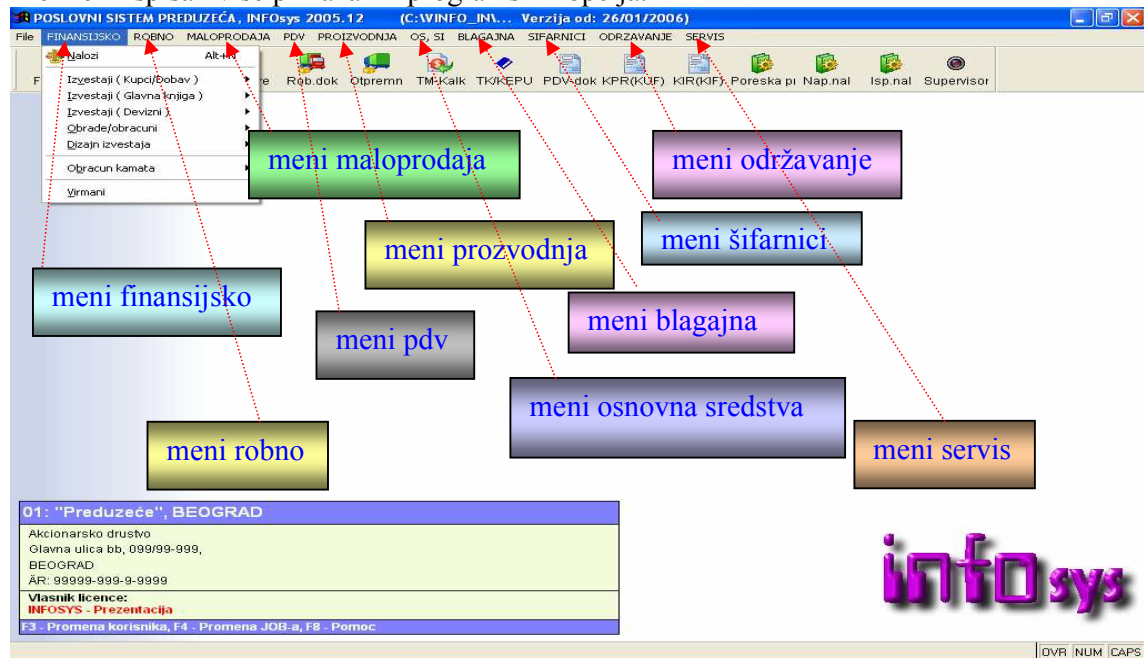 POSLOVNI SISTEM PREDUZEĆA, INFOsys 2005.12 (C:\WINFO_IN\... Verzija od: 26/01/2006)
File FINANSIJSKO ROBNO MALOPRODAJA PDV PROIZVODNJA OS, SI BLAGAJNA SIFARNICI ODRZAVANJE SERVIS
Nalozi Alt+N
Izvestaji ( Kupci/Dobav )
Izvestaji ( Glavna knjiga )
Izvestaji ( Devizni )
Obrade/obracuni
Dizajn izvestaja
Obracun kamata
Virmani
Rob.dok Otpremn TM-Kalk TK/KEPU PDV-dok KPR(KUF) KIR(KIF) Poreska pi Nap.nal Isp.nal Supervisor
meni maloprodaja
meni održavanje
meni prozvodnja
meni šifarnici
meni finansijsko
meni pdv
meni blagajna
meni osnovna sredstva
meni robno
meni servis
01: "Preduzeće", BEOGRAD
Akcionarsko drustvo
Glavna ulica bb, 099/99-999,
BEOGRAD
ÄR: 99999-999-9-9999
Vlasnik licence:
INFOSYS - Prezentacija
F3 - Promena korisnika, F4 - Promena JOB-a, F8 - Pomoc
infosys
OVR NUM CAPS